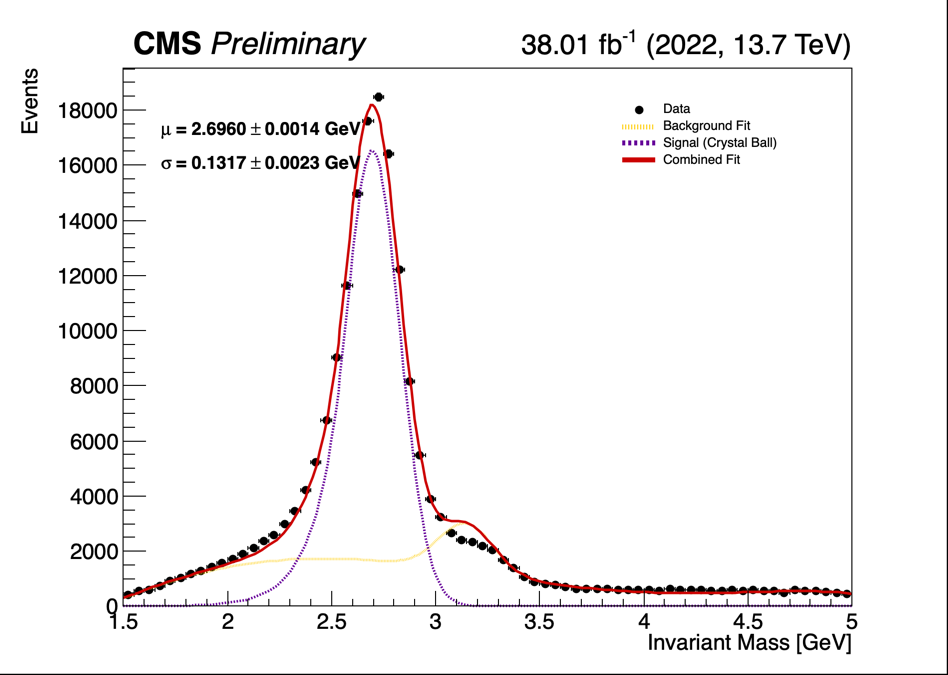 CMS Preliminary 38.01 fb⁻¹ (2022, 13.7 TeV)
Events
18000
16000
14000
12000
10000
8000
6000
4000
2000
0
μ = 2.6960 ± 0.0014 GeV
σ = 0.1317 ± 0.0023 GeV
Data
Background Fit
Signal (Crystal Ball)
Combined Fit
1.5 2 2.5 3 3.5 4 4.5 5
Invariant Mass [GeV]